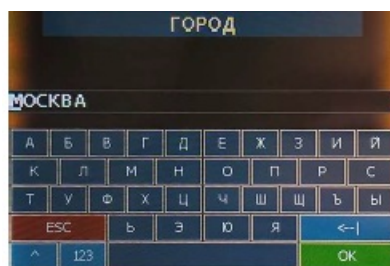 ГОРОД
МОСКВА
А Б В Г Д Е Ж З И Й
К Л М Н О П Р С
Т У Ф Х Ц Ч Ш Щ Ъ Ы
ESC Ь Э Ю Я <--|
^ 123 OK